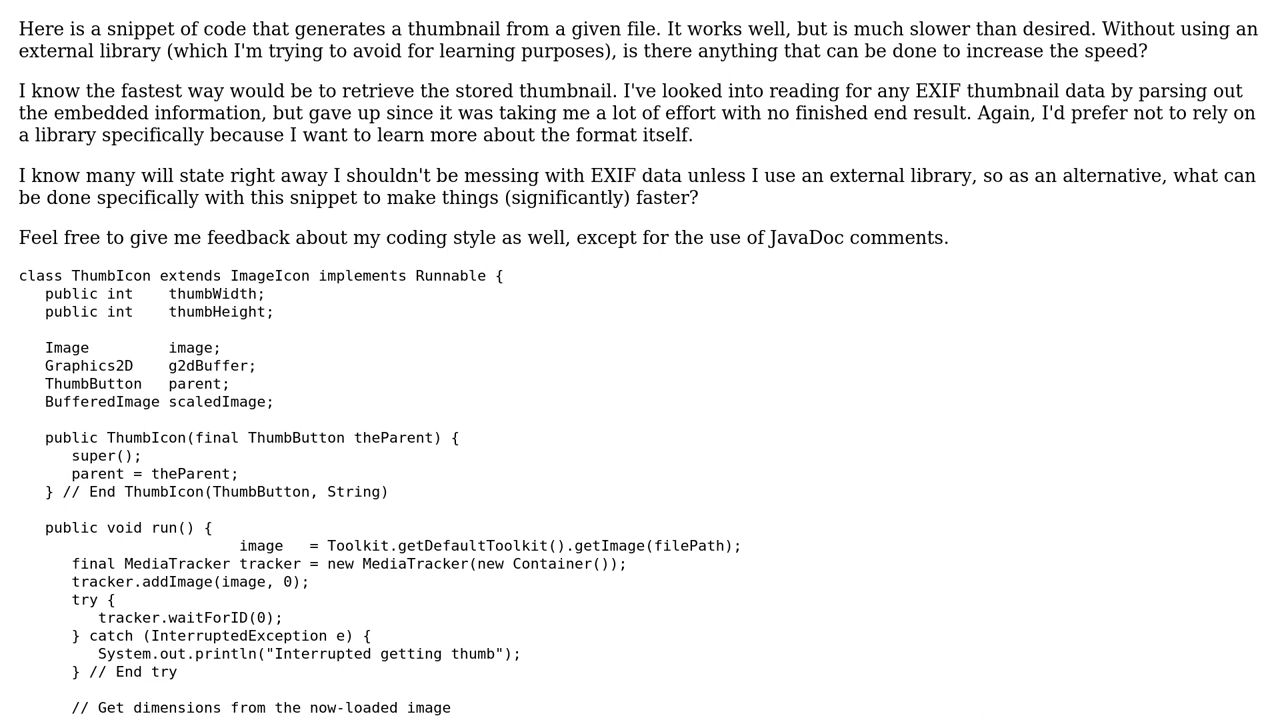 Here is a snippet of code that generates a thumbnail from a given file. It works well, but is much slower than desired. Without using an
external library (which I'm trying to avoid for learning purposes), is there anything that can be done to increase the speed?
I know the fastest way would be to retrieve the stored thumbnail. I've looked into reading for any EXIF thumbnail data by parsing out
the embedded information, but gave up since it was taking me a lot of effort with no finished end result. Again, I'd prefer not to rely on
a library specifically because I want to learn more about the format itself.
I know many will state right away I shouldn't be messing with EXIF data unless I use an external library, so as an alternative, what can
be done specifically with this snippet to make things (significantly) faster?
Feel free to give me feedback about my coding style as well, except for the use of JavaDoc comments.
class ThumbIcon extends ImageIcon implements Runnable {
   public int    thumbWidth;
   public int    thumbHeight;

   Image         image;
   Graphics2D    g2dBuffer;
   ThumbButton   parent;
   BufferedImage scaledImage;

   public ThumbIcon(final ThumbButton theParent) {
      super();
      parent = theParent;
   } // End ThumbIcon(ThumbButton, String)

   public void run() {
                         image   = Toolkit.getDefaultToolkit().getImage(filePath);
      final MediaTracker tracker = new MediaTracker(new Container());
      tracker.addImage(image, 0);
      try {
         tracker.waitForID(0);
      } catch (InterruptedException e) {
         System.out.println("Interrupted getting thumb");
      } // End try

      // Get dimensions from the now-loaded image